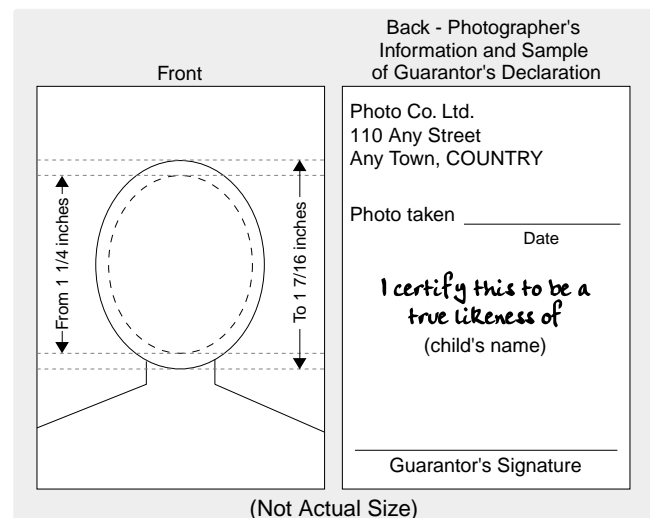 Front
From 1 1/4 inches
To 1 7/16 inches
Back - Photographer's
Information and Sample
of Guarantor's Declaration
Photo Co. Ltd.
110 Any Street
Any Town, COUNTRY
Photo taken
Date
I certify this to be a
true likeness of
(child's name)
Guarantor's Signature
(Not Actual Size)